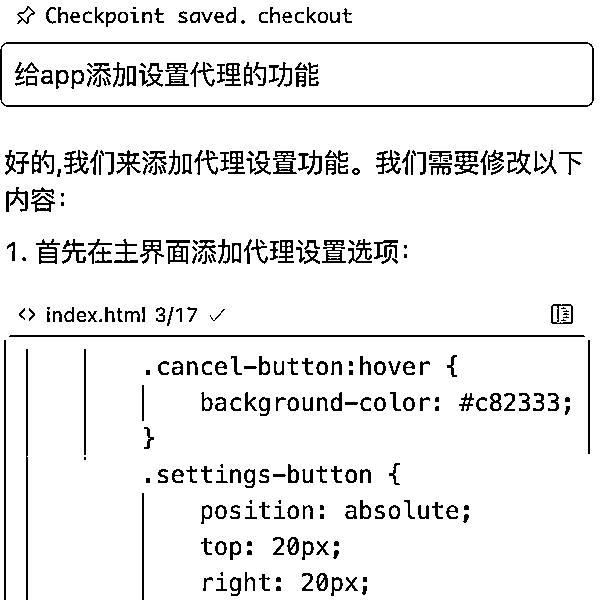 Checkpoint saved. checkout
给app添加设置代理的功能
好的,我们来添加代理设置功能。我们需要修改以下
内容：
1. 首先在主界面添加代理设置选项：
<> index.html 3/17 ✓
.cancel-button:hover {
background-color: #c82333;
}
.settings-button {
position: absolute;
top: 20px;
right: 20px;